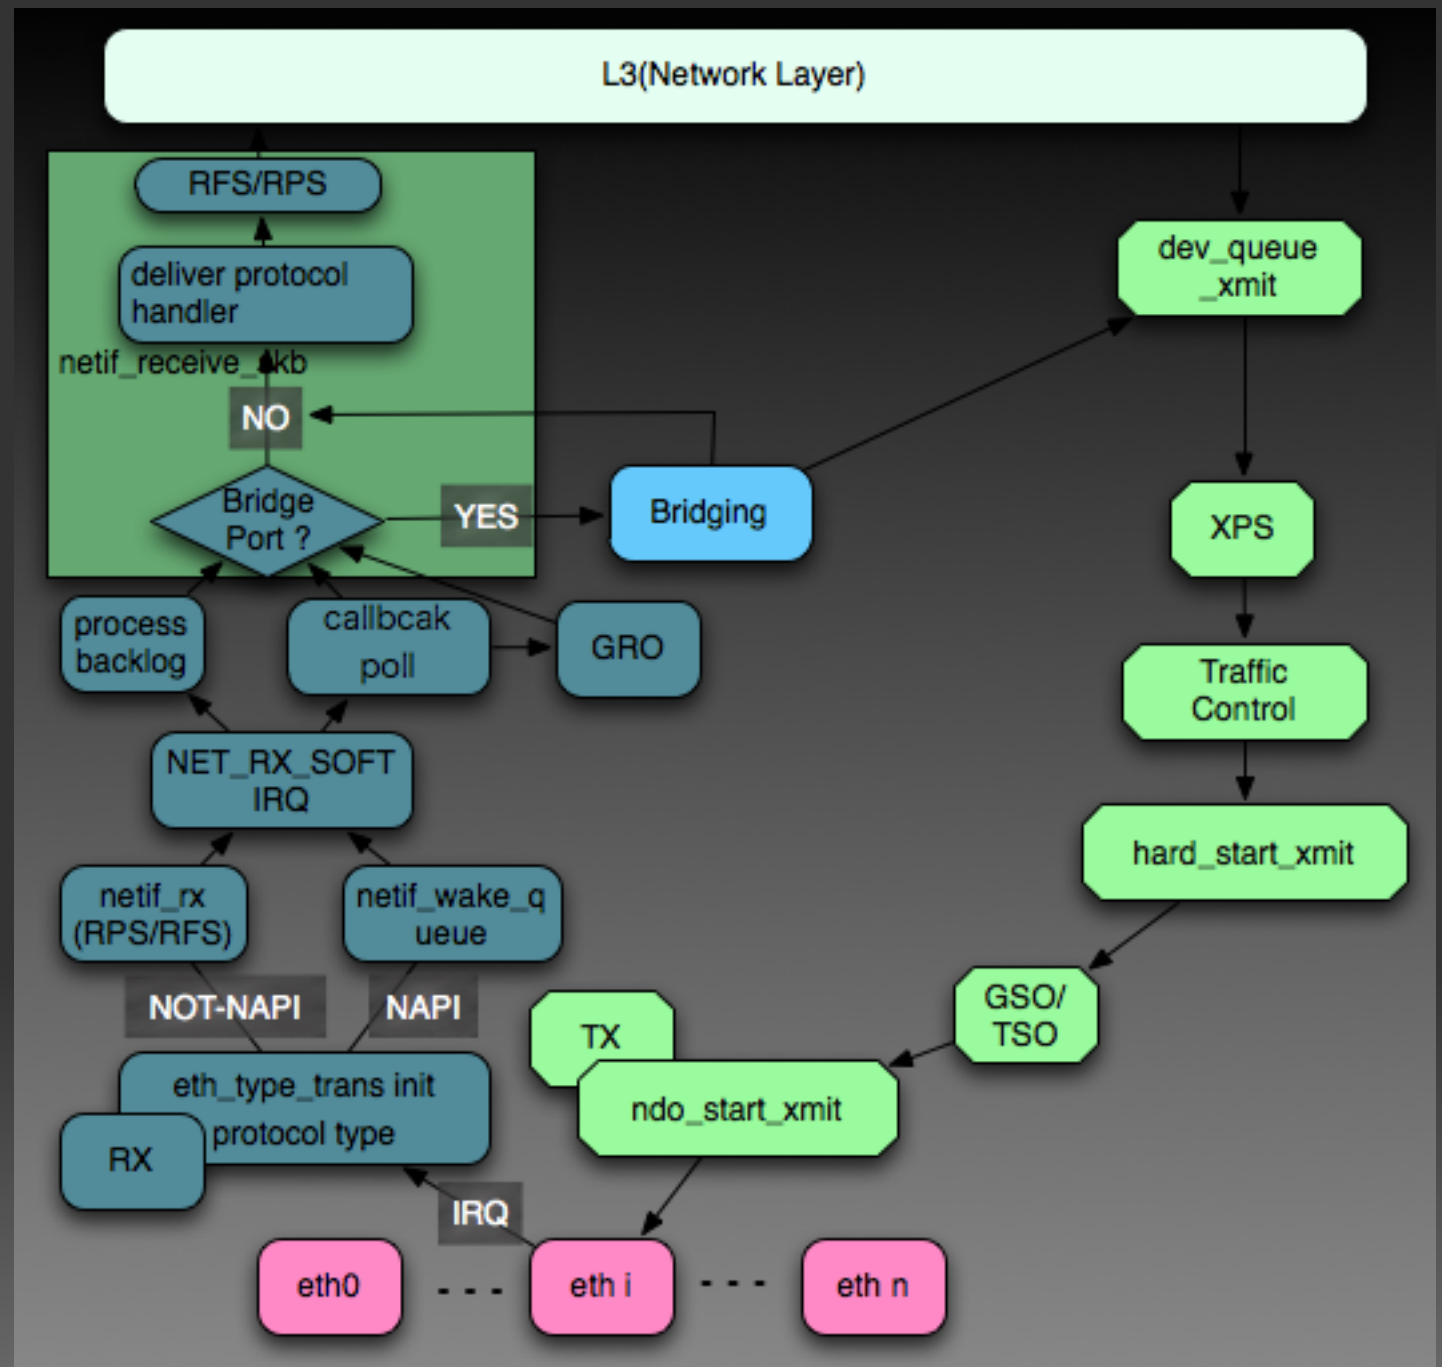 L3(Network Layer)
RFS/RPS
deliver protocol
handler
netif_receive_skb
NO
Bridge
Port ?
YES
Bridging
dev_queue
_xmit
XPS
process
backlog
callbcak
poll
GRO
Traffic
Control
NET_RX_SOFT
IRQ
hard_start_xmit
netif_rx
(RPS/RFS)
netif_wake_q
ueue
NOT-NAPI
NAPI
GSO/
TSO
TX
ndo_start_xmit
eth_type_trans init
protocol type
RX
IRQ
eth0
- - -
eth i
- - -
eth n